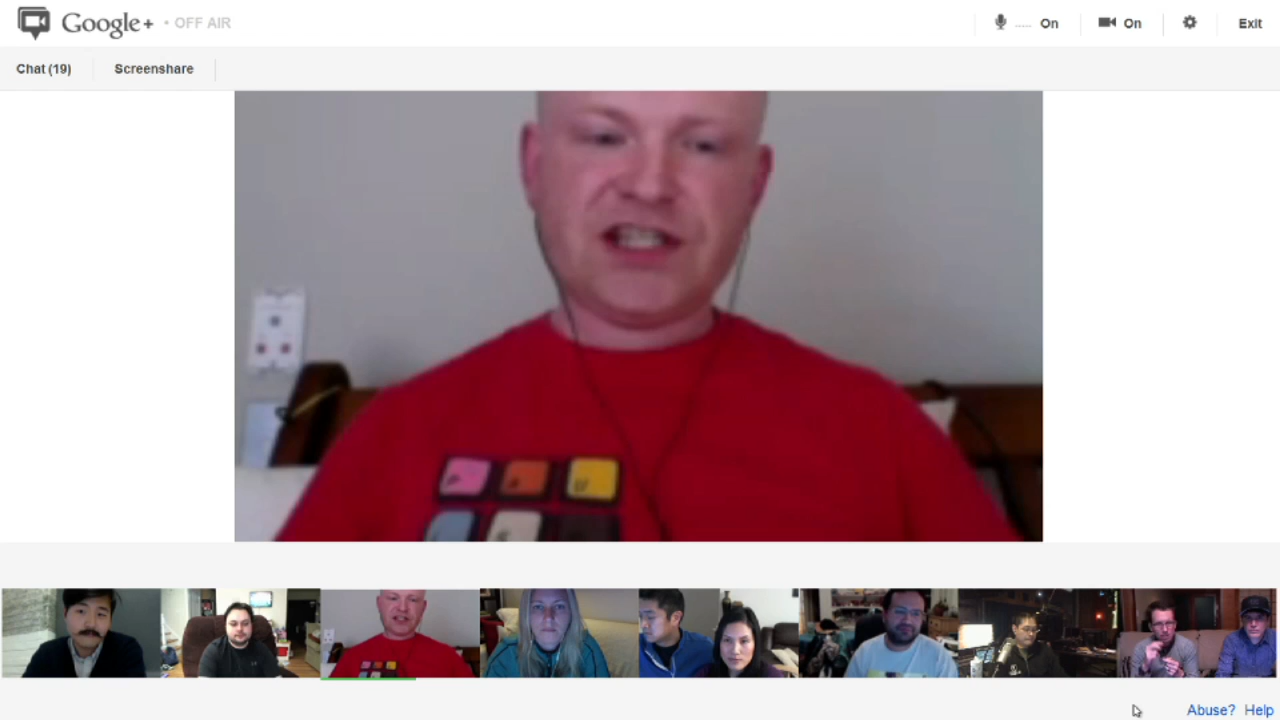 Google+ • OFF AIR
On
On
Exit
Chat (19)
Screenshare
Abuse? Help